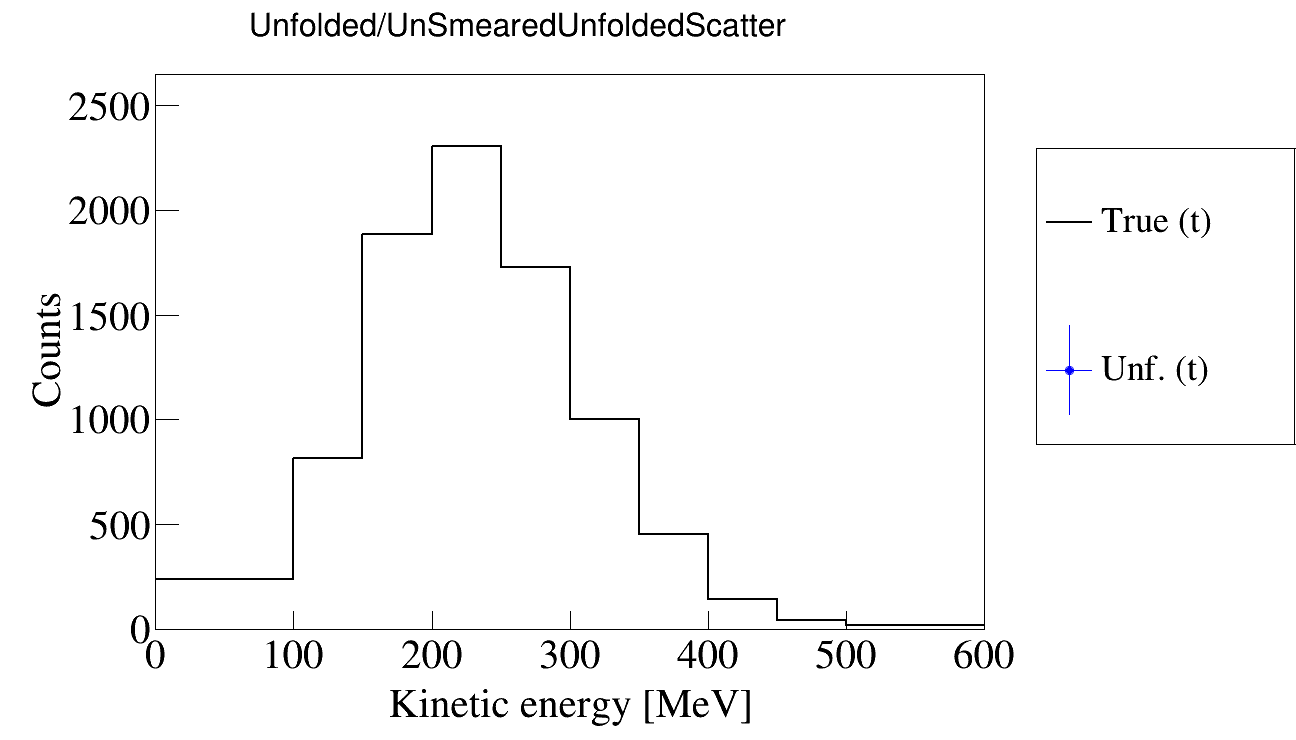 Unfolded/UnSmearedUnfoldedScatter
2500
2000
1500
1000
500
0
Counts
0 100 200 300 400 500 600
Kinetic energy [MeV]
True (t)
Unf. (t)